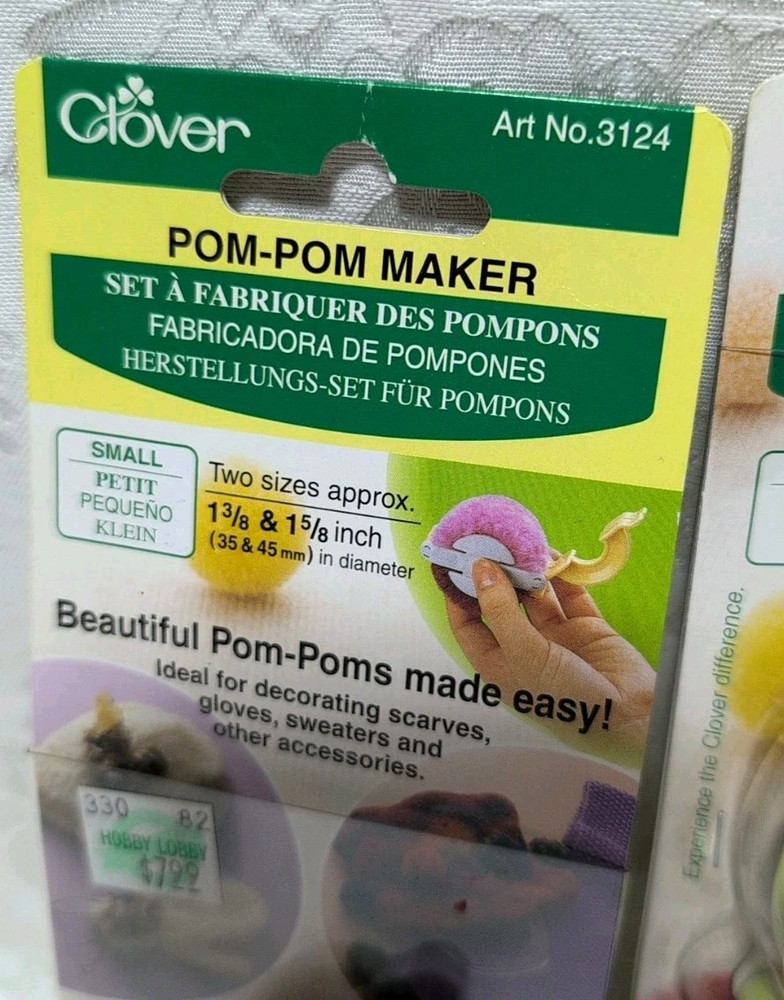 Clover
Art No.3124
POM-POM MAKER
SET À FABRIQUER DES POMPONS
FABRICADORA DE POMPONES
HERSTELLUNGS-SET FÜR POMPONS
SMALL
PETIT
PEQUEÑO
KLEIN
Two sizes approx.
1 3/8 & 1 5/8 inch
(35 & 45 mm) in diameter
Beautiful Pom-Poms made easy!
Ideal for decorating scarves,
gloves, sweaters and
other accessories.
330 82
HOBBY LOBBY
$7.99
Experience the Clover difference.